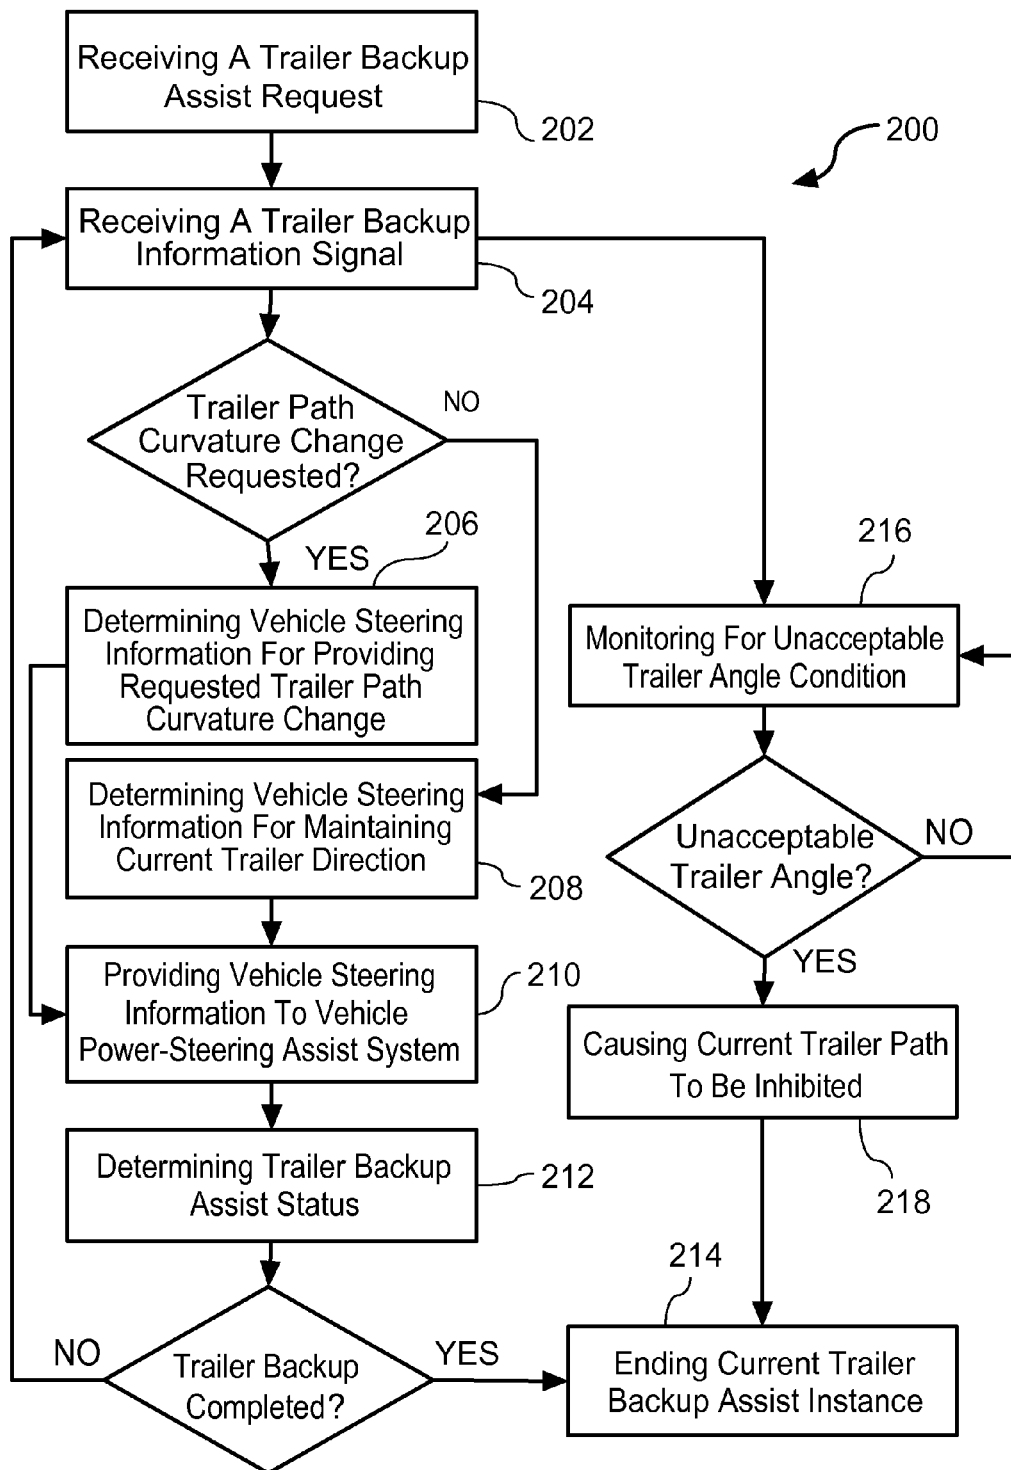 Receiving A Trailer Backup
Assist Request
202
200
Receiving A Trailer Backup
Information Signal
204
Trailer Path
Curvature Change
Requested?
NO
YES
206
Determining Vehicle Steering
Information For Providing
Requested Trailer Path
Curvature Change
Determining Vehicle Steering
Information For Maintaining
Current Trailer Direction
208
Providing Vehicle Steering
Information To Vehicle
Power-Steering Assist System
210
Determining Trailer Backup
Assist Status
212
Trailer Backup
Completed?
NO
YES
216
Monitoring For Unacceptable
Trailer Angle Condition
Unacceptable
Trailer Angle?
NO
YES
Causing Current Trailer Path
To Be Inhibited
218
214
Ending Current Trailer
Backup Assist Instance